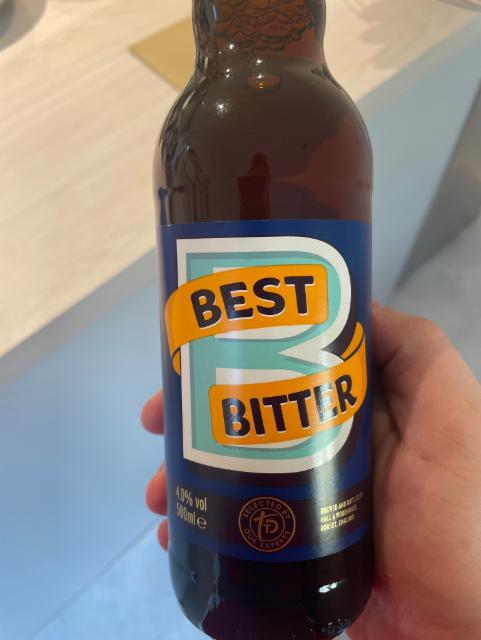 BEST
BITTER
4.0% vol
500ml ℮
SELECTED BY
OUR EXPERTS
BREWED AND BOTTLED BY
HALL & WOODHOUSE,
DORSET, ENGLAND